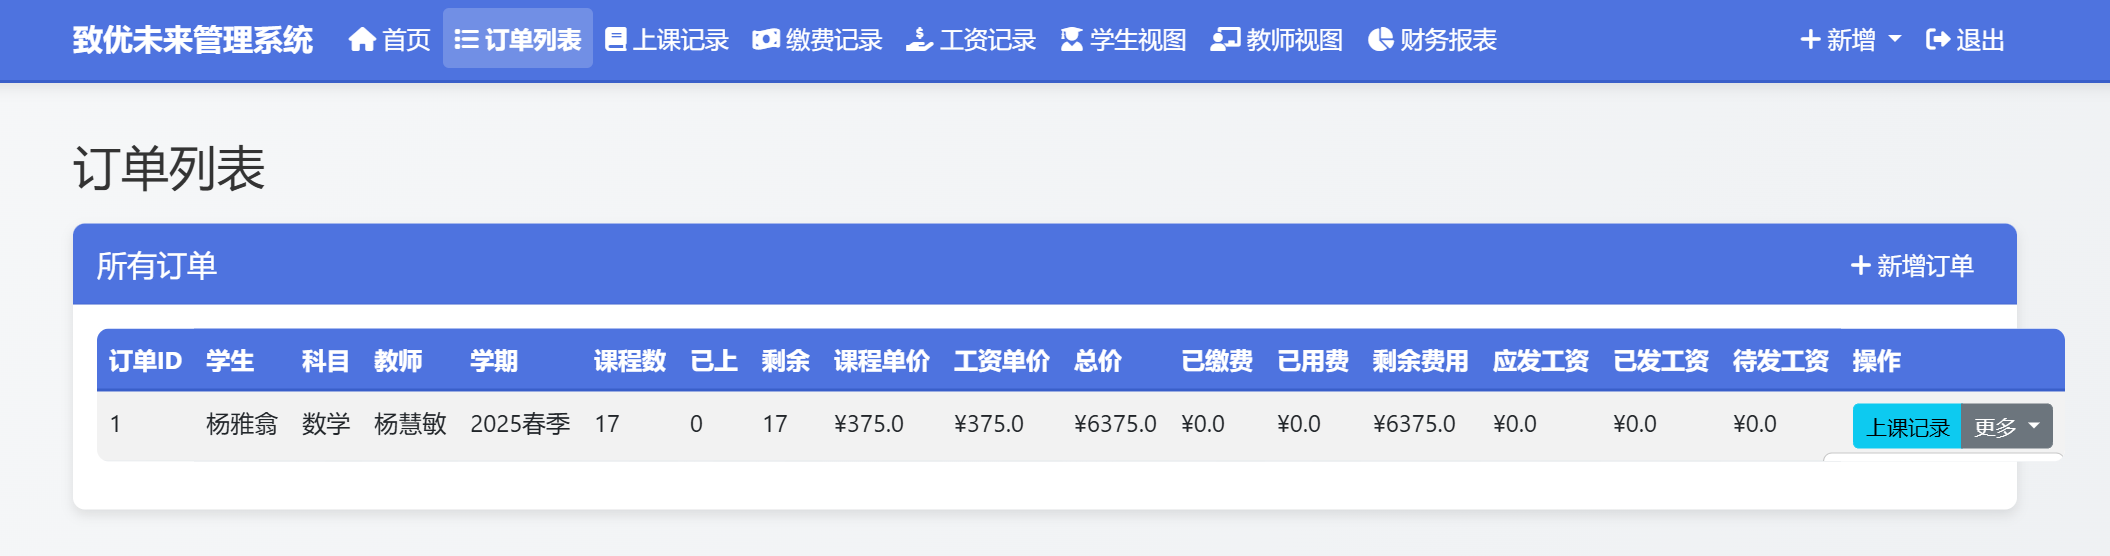 致优未来管理系统 首页 订单列表 上课记录 缴费记录 工资记录 学生视图 教师视图 财务报表 新增 退出
订单列表
所有订单 新增订单
订单ID 学生 科目 教师 学期 课程数 已上 剩余 课程单价 工资单价 总价 已缴费 已用费 剩余费用 应发工资 已发工资 待发工资 操作
1 杨雅翕 数学 杨慧敏 2025春季 17 0 17 ¥375.0 ¥375.0 ¥6375.0 ¥0.0 ¥0.0 ¥6375.0 ¥0.0 ¥0.0 ¥0.0 上课记录 更多